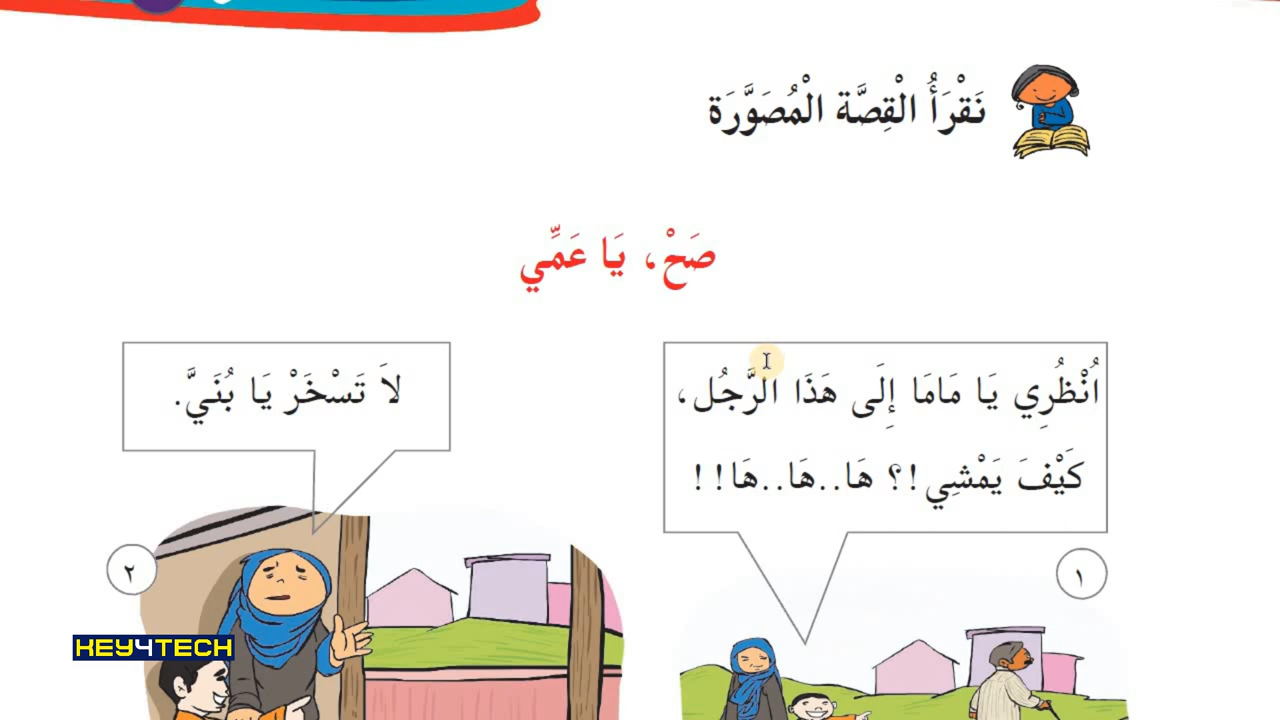 نَقْرَأُ الْقِصَّة الْمُصَوَّرَة
صَحْ، يَا عَمِّي
اُنْظُرِي يَا مَامَا إِلَى هَذَا الرَّجُل،
كَيْفَ يَمْشِي!؟ هَا..هَا..هَا!!
١
لاَ تَسْخَرْ يَا بُنَيَّ.
٢
KEY4TECH